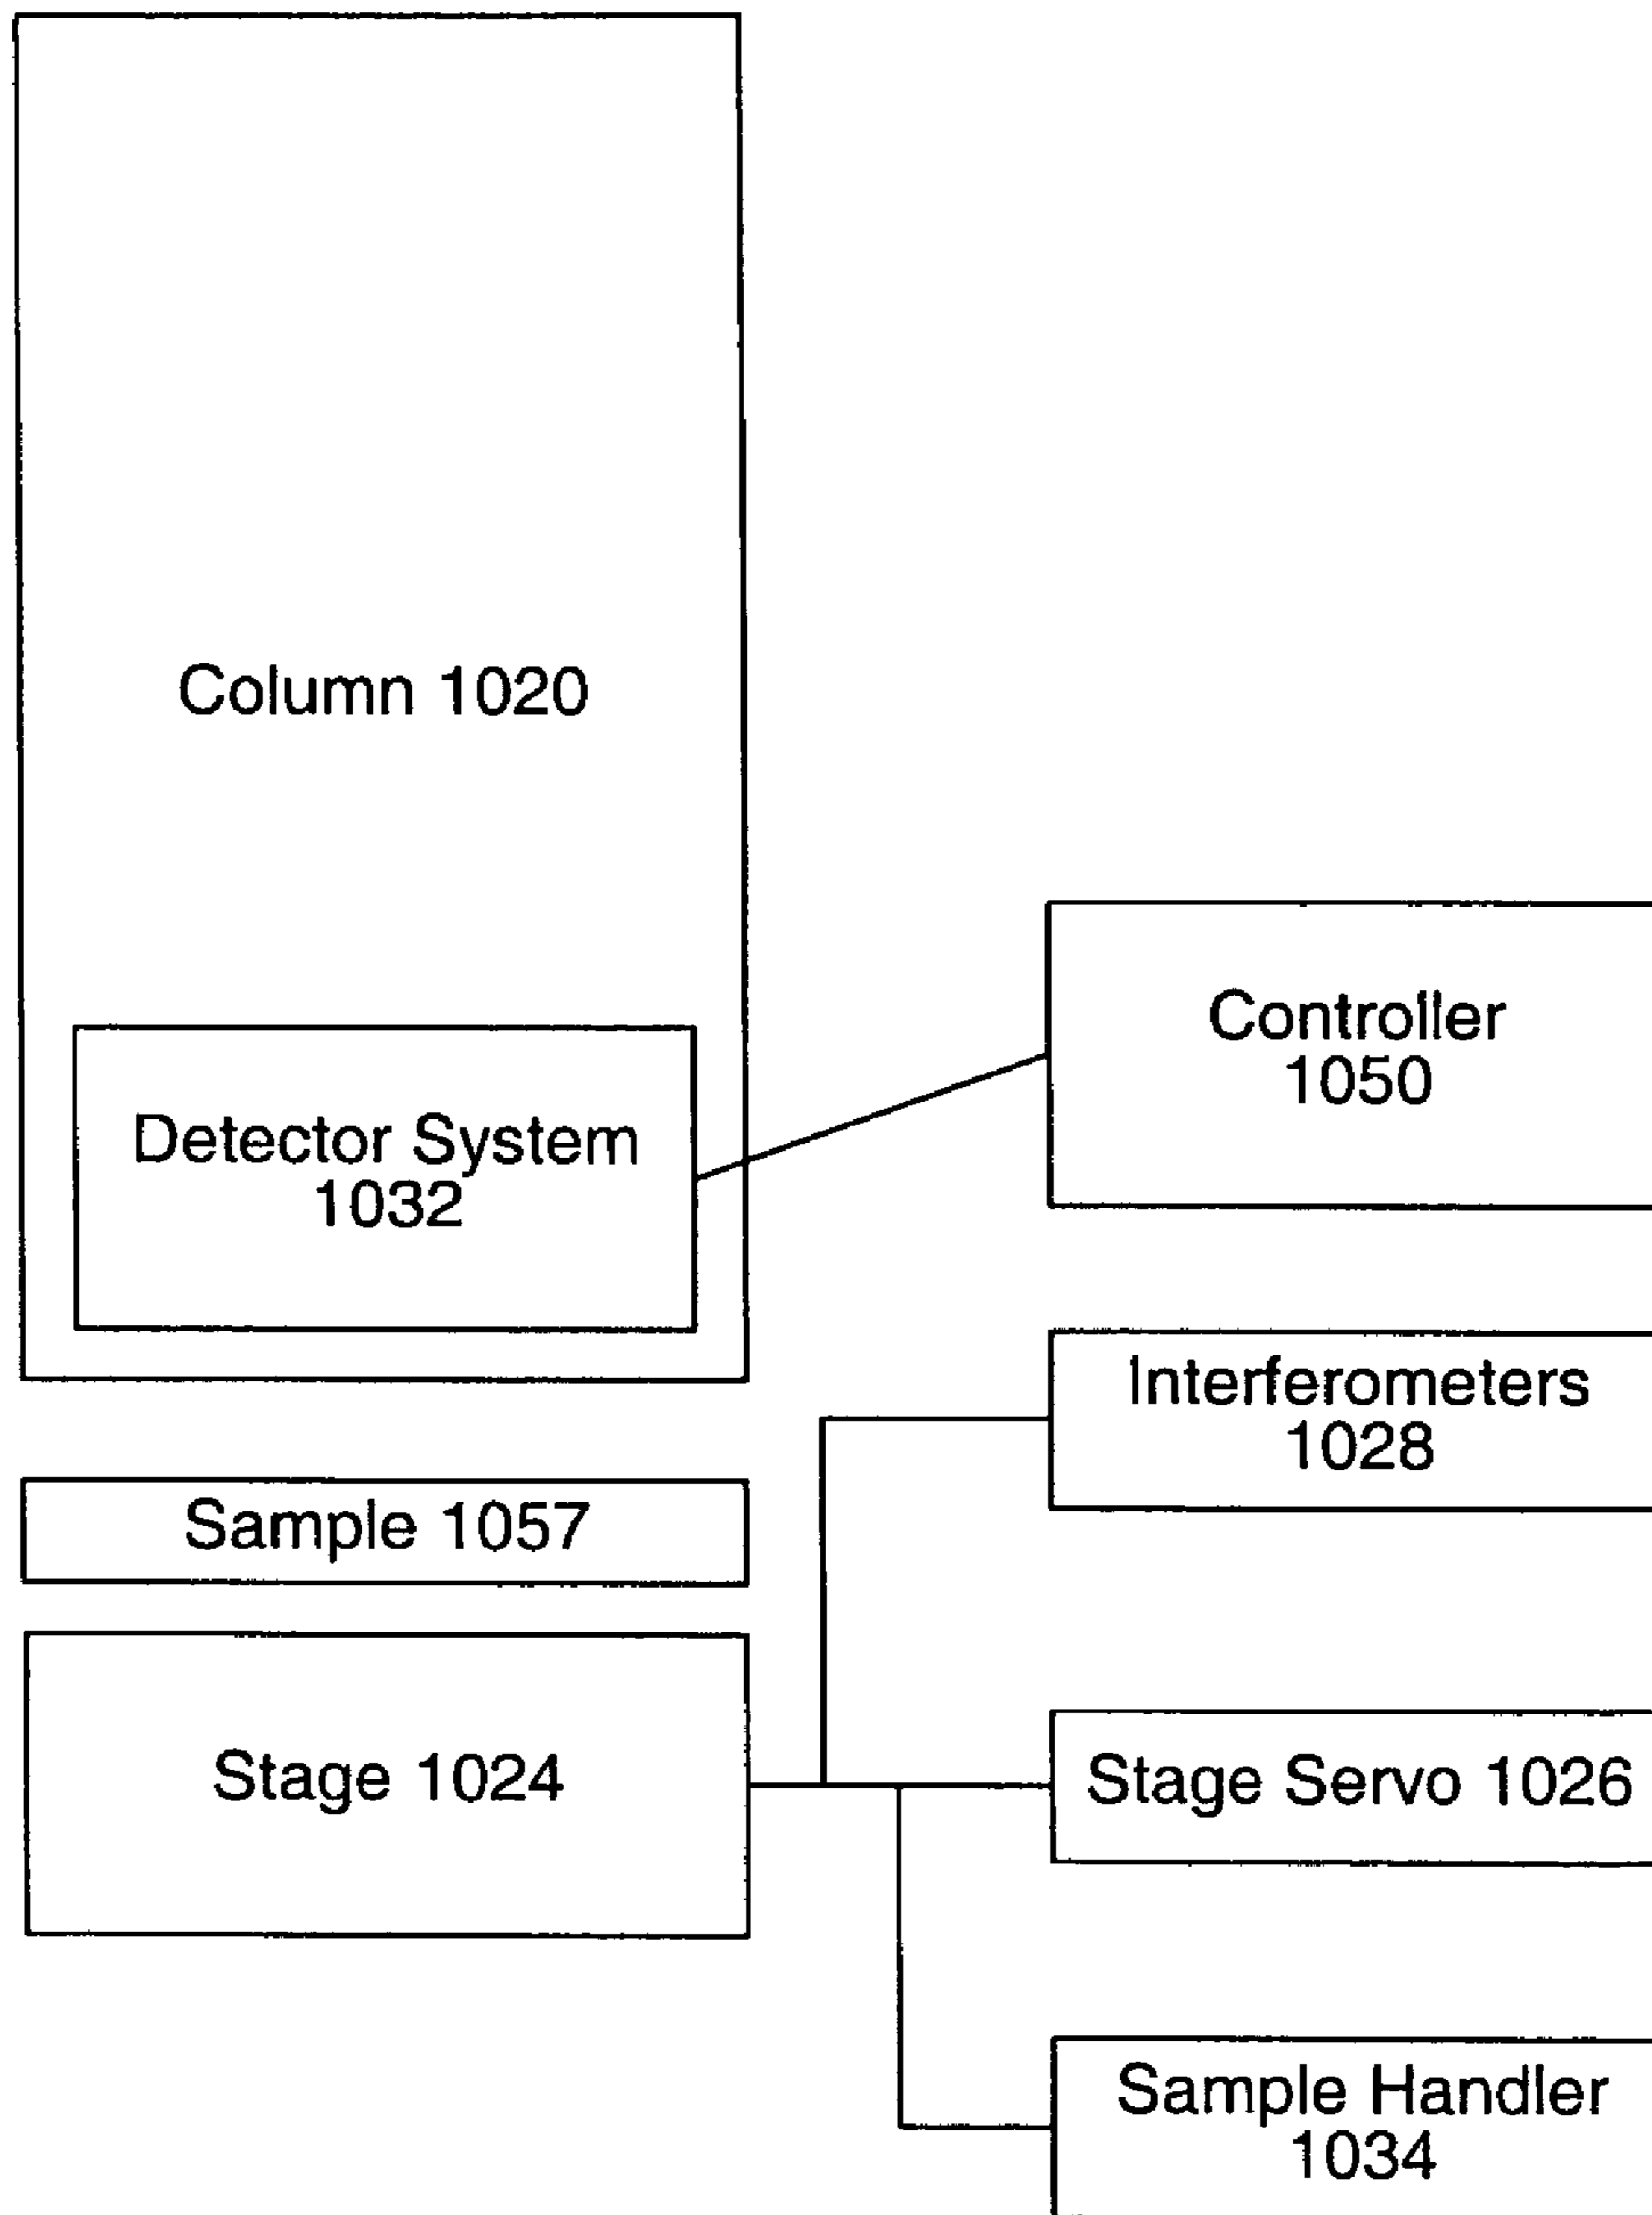 Column 1020
Controller
1050
Detector System
1032
Interferometers
1028
Sample 1057
Stage 1024
Stage Servo 1026
Sample Handler
1034